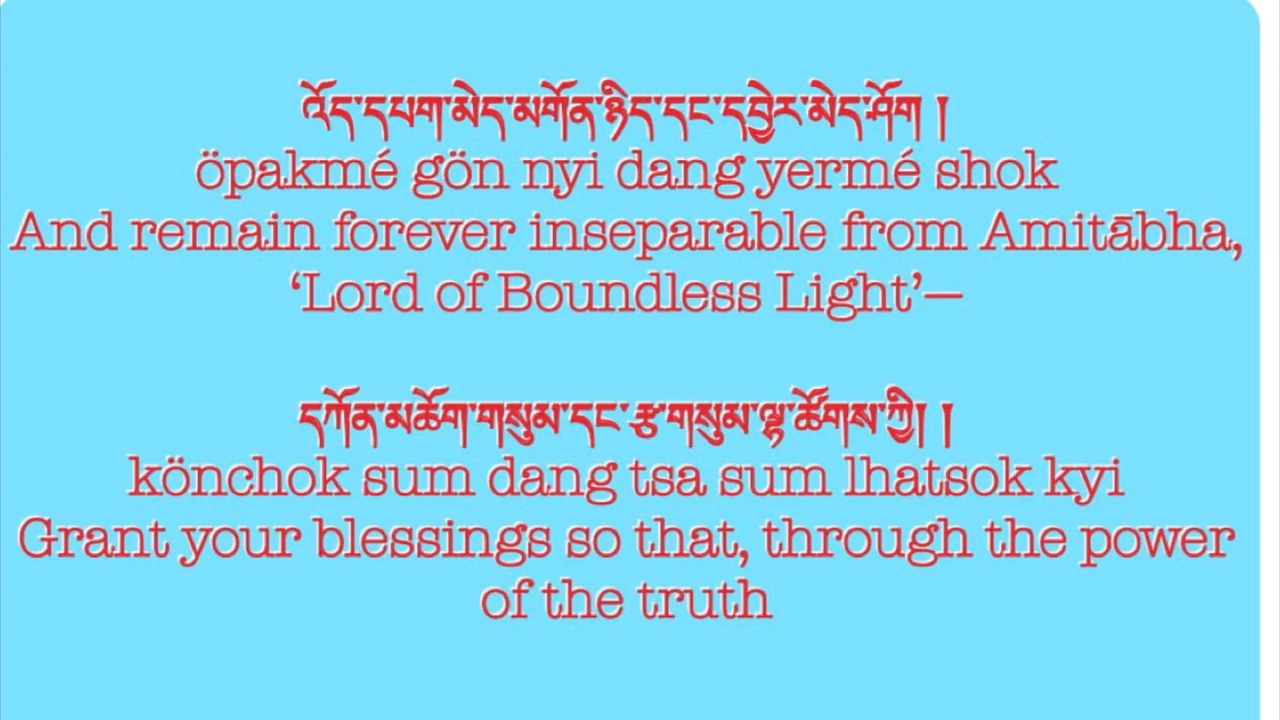 འོད་དཔག་མེད་མགོན་ཉིད་དང་དབྱེར་མེད་ཤོག །
öpakmé gön nyi dang yermé shok
And remain forever inseparable from Amitābha,
‘Lord of Boundless Light’—
དཀོན་མཆོག་གསུམ་དང་རྩ་གསུམ་ལྷ་ཚོགས་ཀྱི། །
könchok sum dang tsa sum lhatsok kyi
Grant your blessings so that, through the power
of the truth